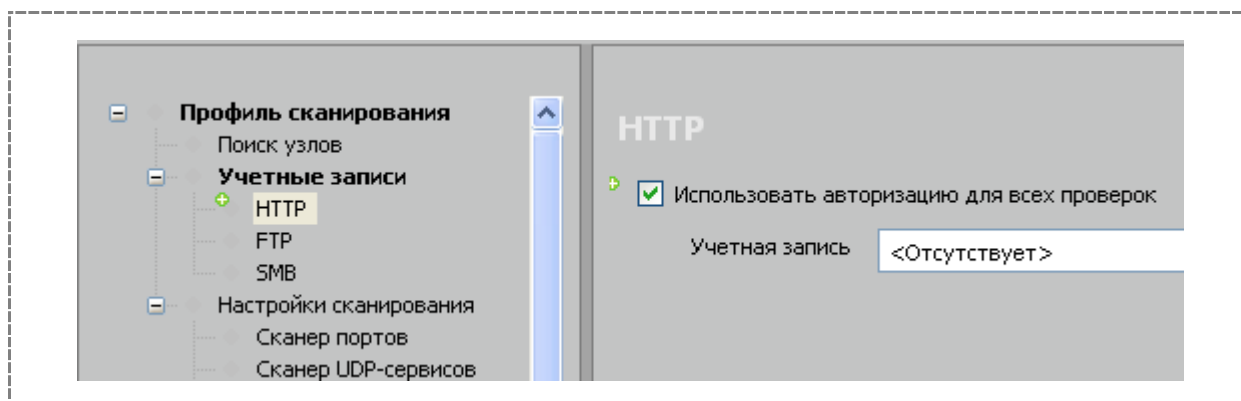 Профиль сканирования
Поиск узлов
Учетные записи
HTTP
FTP
SMB
Настройки сканирования
Сканер портов
Сканер UDP-сервисов
HTTP
Использовать авторизацию для всех проверок
Учетная запись <Отсутствует>